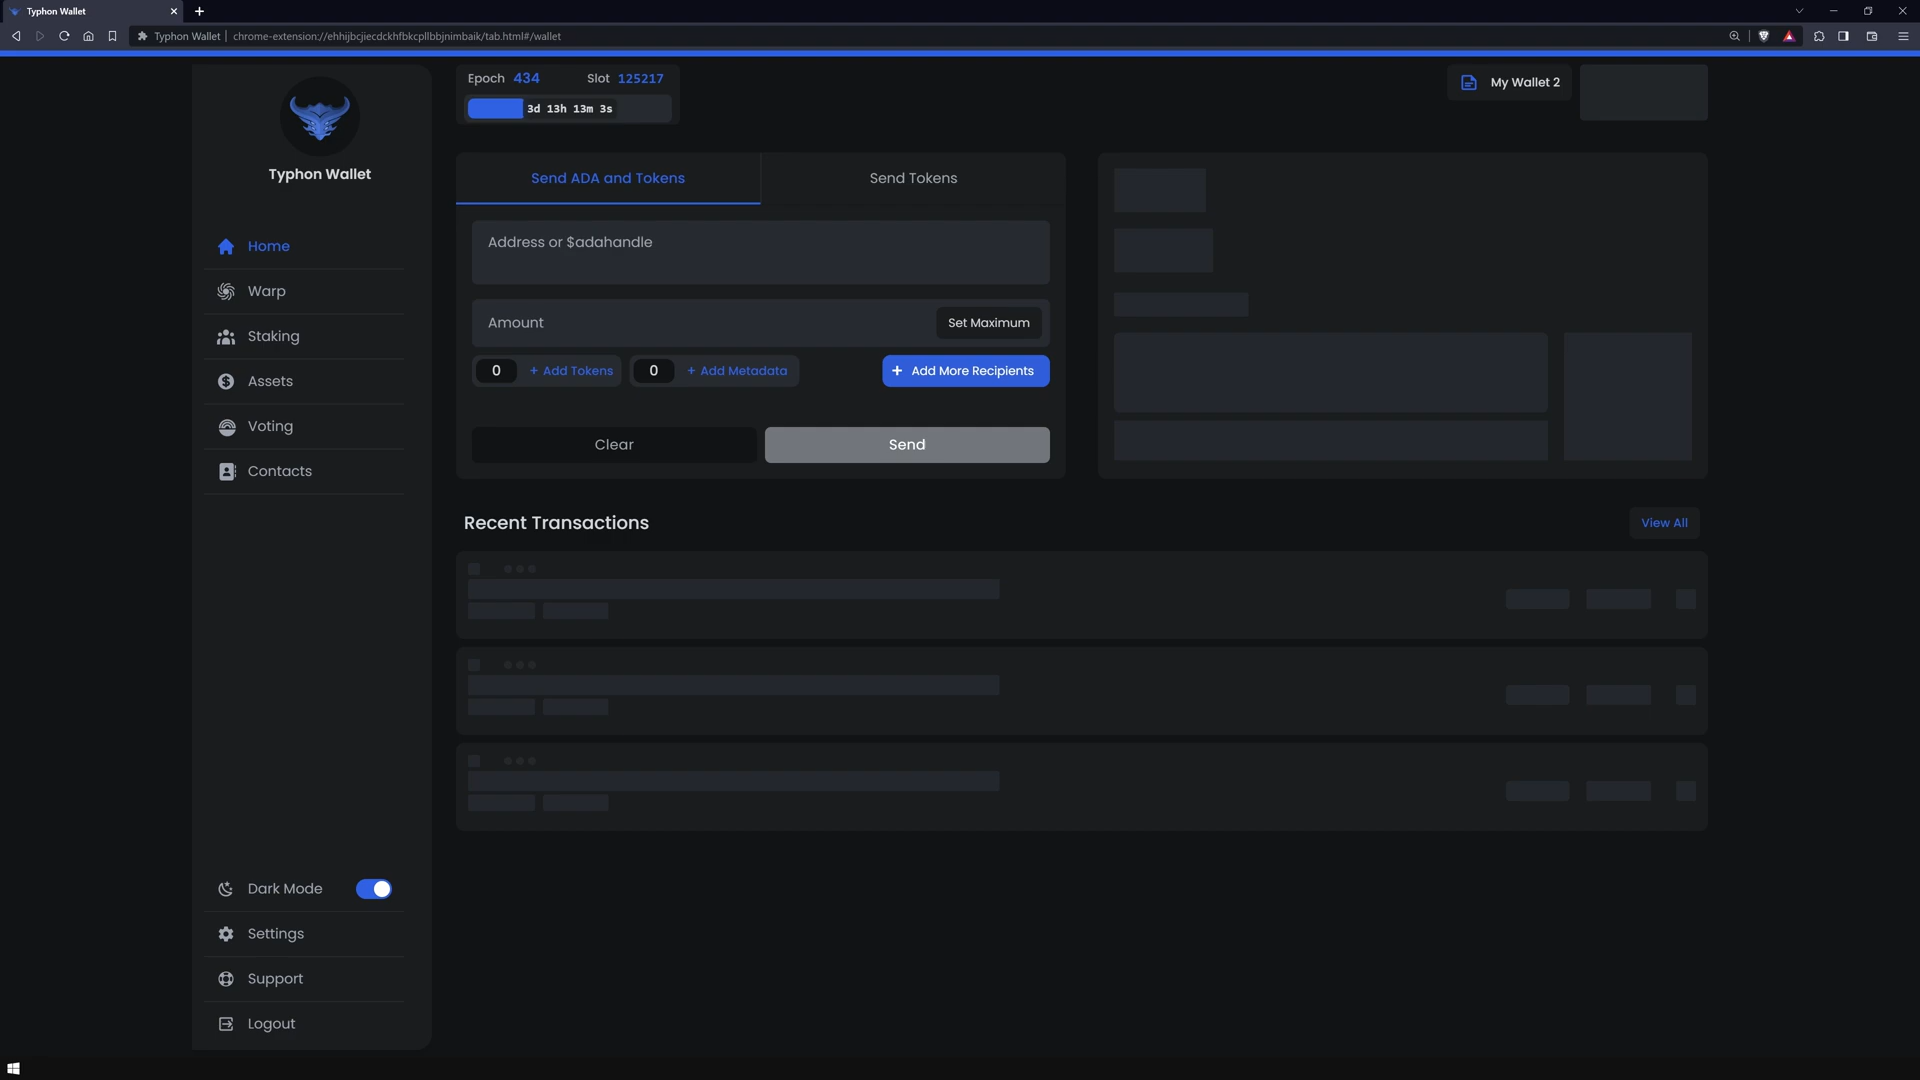 Typhon Wallet
Typhon Wallet | chrome-extension://ehhijbcjiecdckhfbkcpllbbjnimbaik/tab.html#/wallet
Typhon Wallet
Home
Warp
Staking
Assets
Voting
Contacts
Dark Mode
Settings
Support
Logout
Epoch 434 Slot 125217
3d 13h 13m 3s
My Wallet 2
Send ADA and Tokens
Send Tokens
Address or $adahandle
Amount
Set Maximum
0 + Add Tokens
0 + Add Metadata
+ Add More Recipients
Clear
Send
Recent Transactions
View All